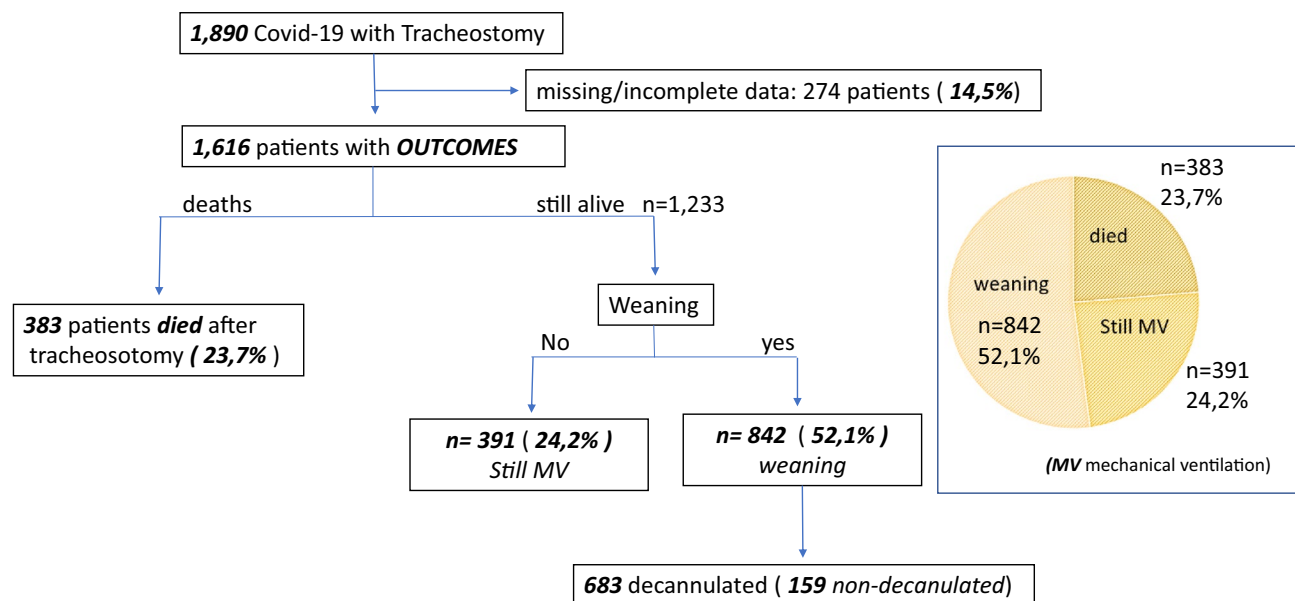 1,890 Covid-19 with Tracheostomy
missing/incomplete data: 274 patients ( 14,5%)
1,616 patients with OUTCOMES
deaths
still alive n=1,233
383 patients died after
tracheosotomy ( 23,7% )
Weaning
No
yes
n= 391 ( 24,2% )
Still MV
n= 842 ( 52,1% )
weaning
683 decannulated ( 159 non-decanulated)
n=383
23,7%
died
weaning
n=842
52,1%
Still MV
n=391
24,2%
(MV mechanical ventilation)